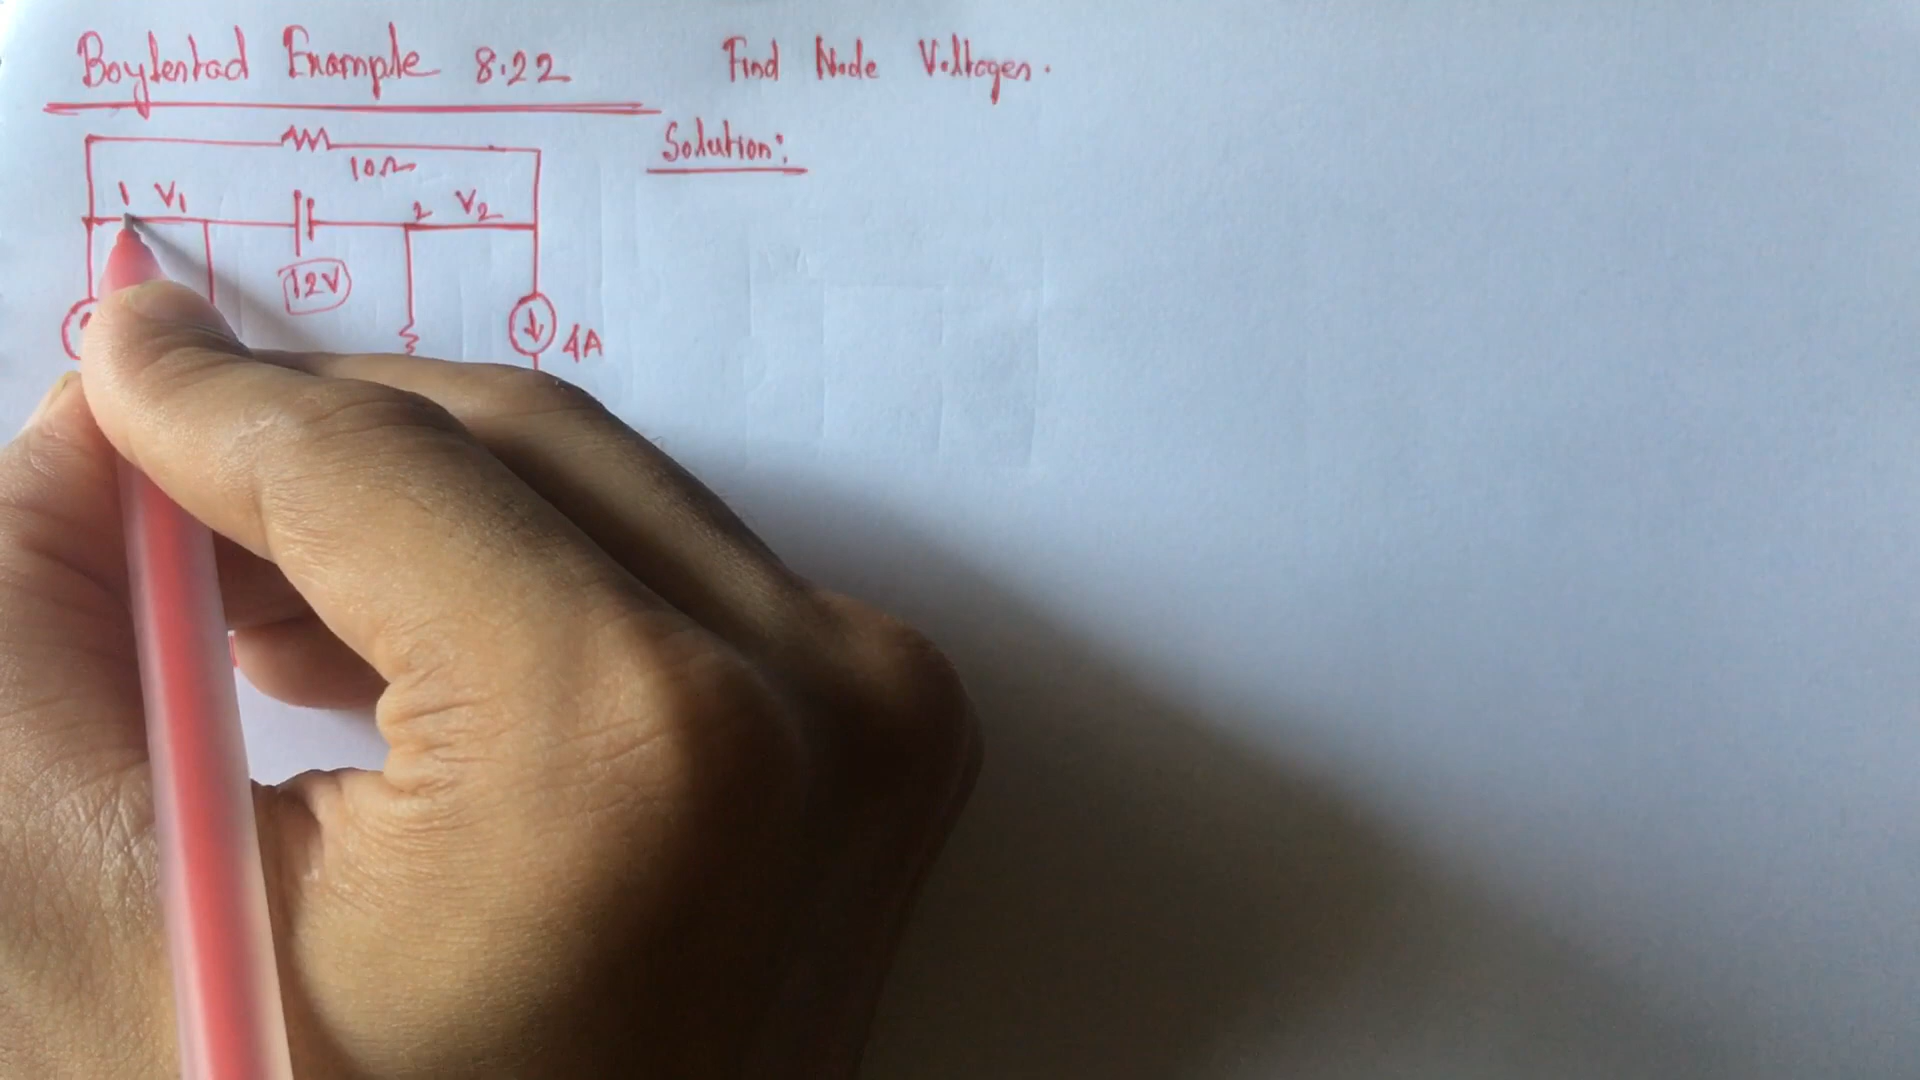 Boylestad Example 8.22
Find Node Voltages.
Solution:
10Ω
1 V1
2 V2
12V
4A